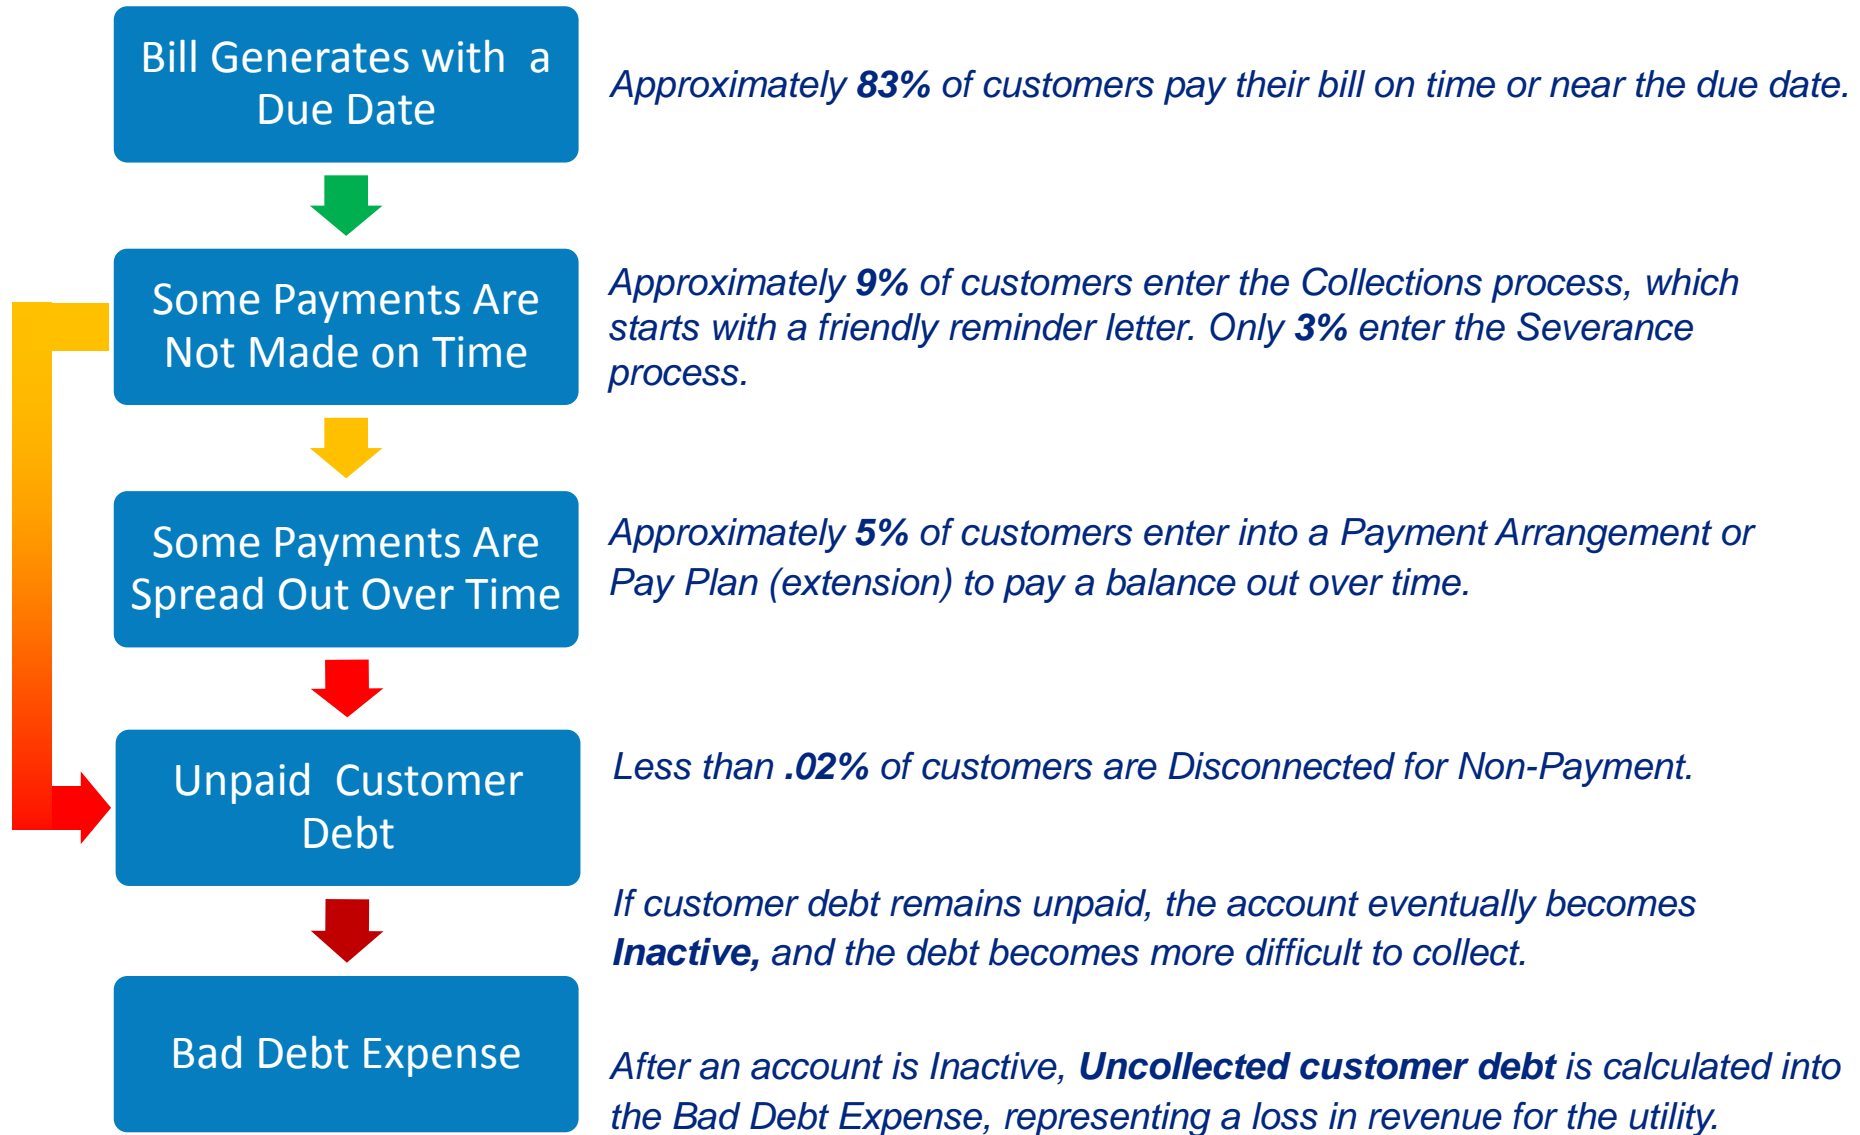 Bill Generates with a
Due Date
Approximately 83% of customers pay their bill on time or near the due date.
Some Payments Are
Not Made on Time
Approximately 9% of customers enter the Collections process, which
starts with a friendly reminder letter. Only 3% enter the Severance
process.
Some Payments Are
Spread Out Over Time
Approximately 5% of customers enter into a Payment Arrangement or
Pay Plan (extension) to pay a balance out over time.
Unpaid Customer
Debt
Less than .02% of customers are Disconnected for Non-Payment.
If customer debt remains unpaid, the account eventually becomes
Inactive, and the debt becomes more difficult to collect.
Bad Debt Expense
After an account is Inactive, Uncollected customer debt is calculated into
the Bad Debt Expense, representing a loss in revenue for the utility.